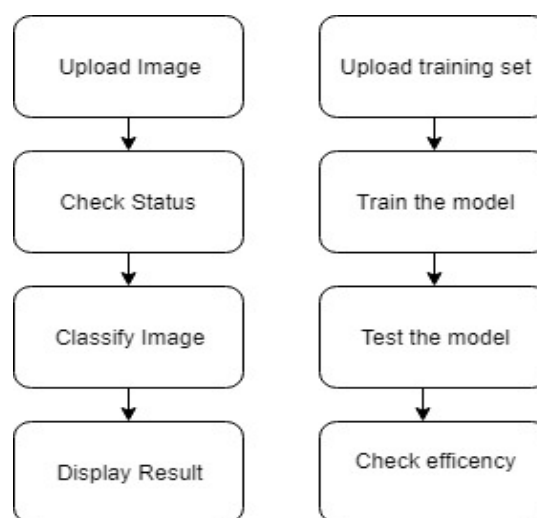 Upload Image
Check Status
Classify Image
Display Result
Upload training set
Train the model
Test the model
Check efficency